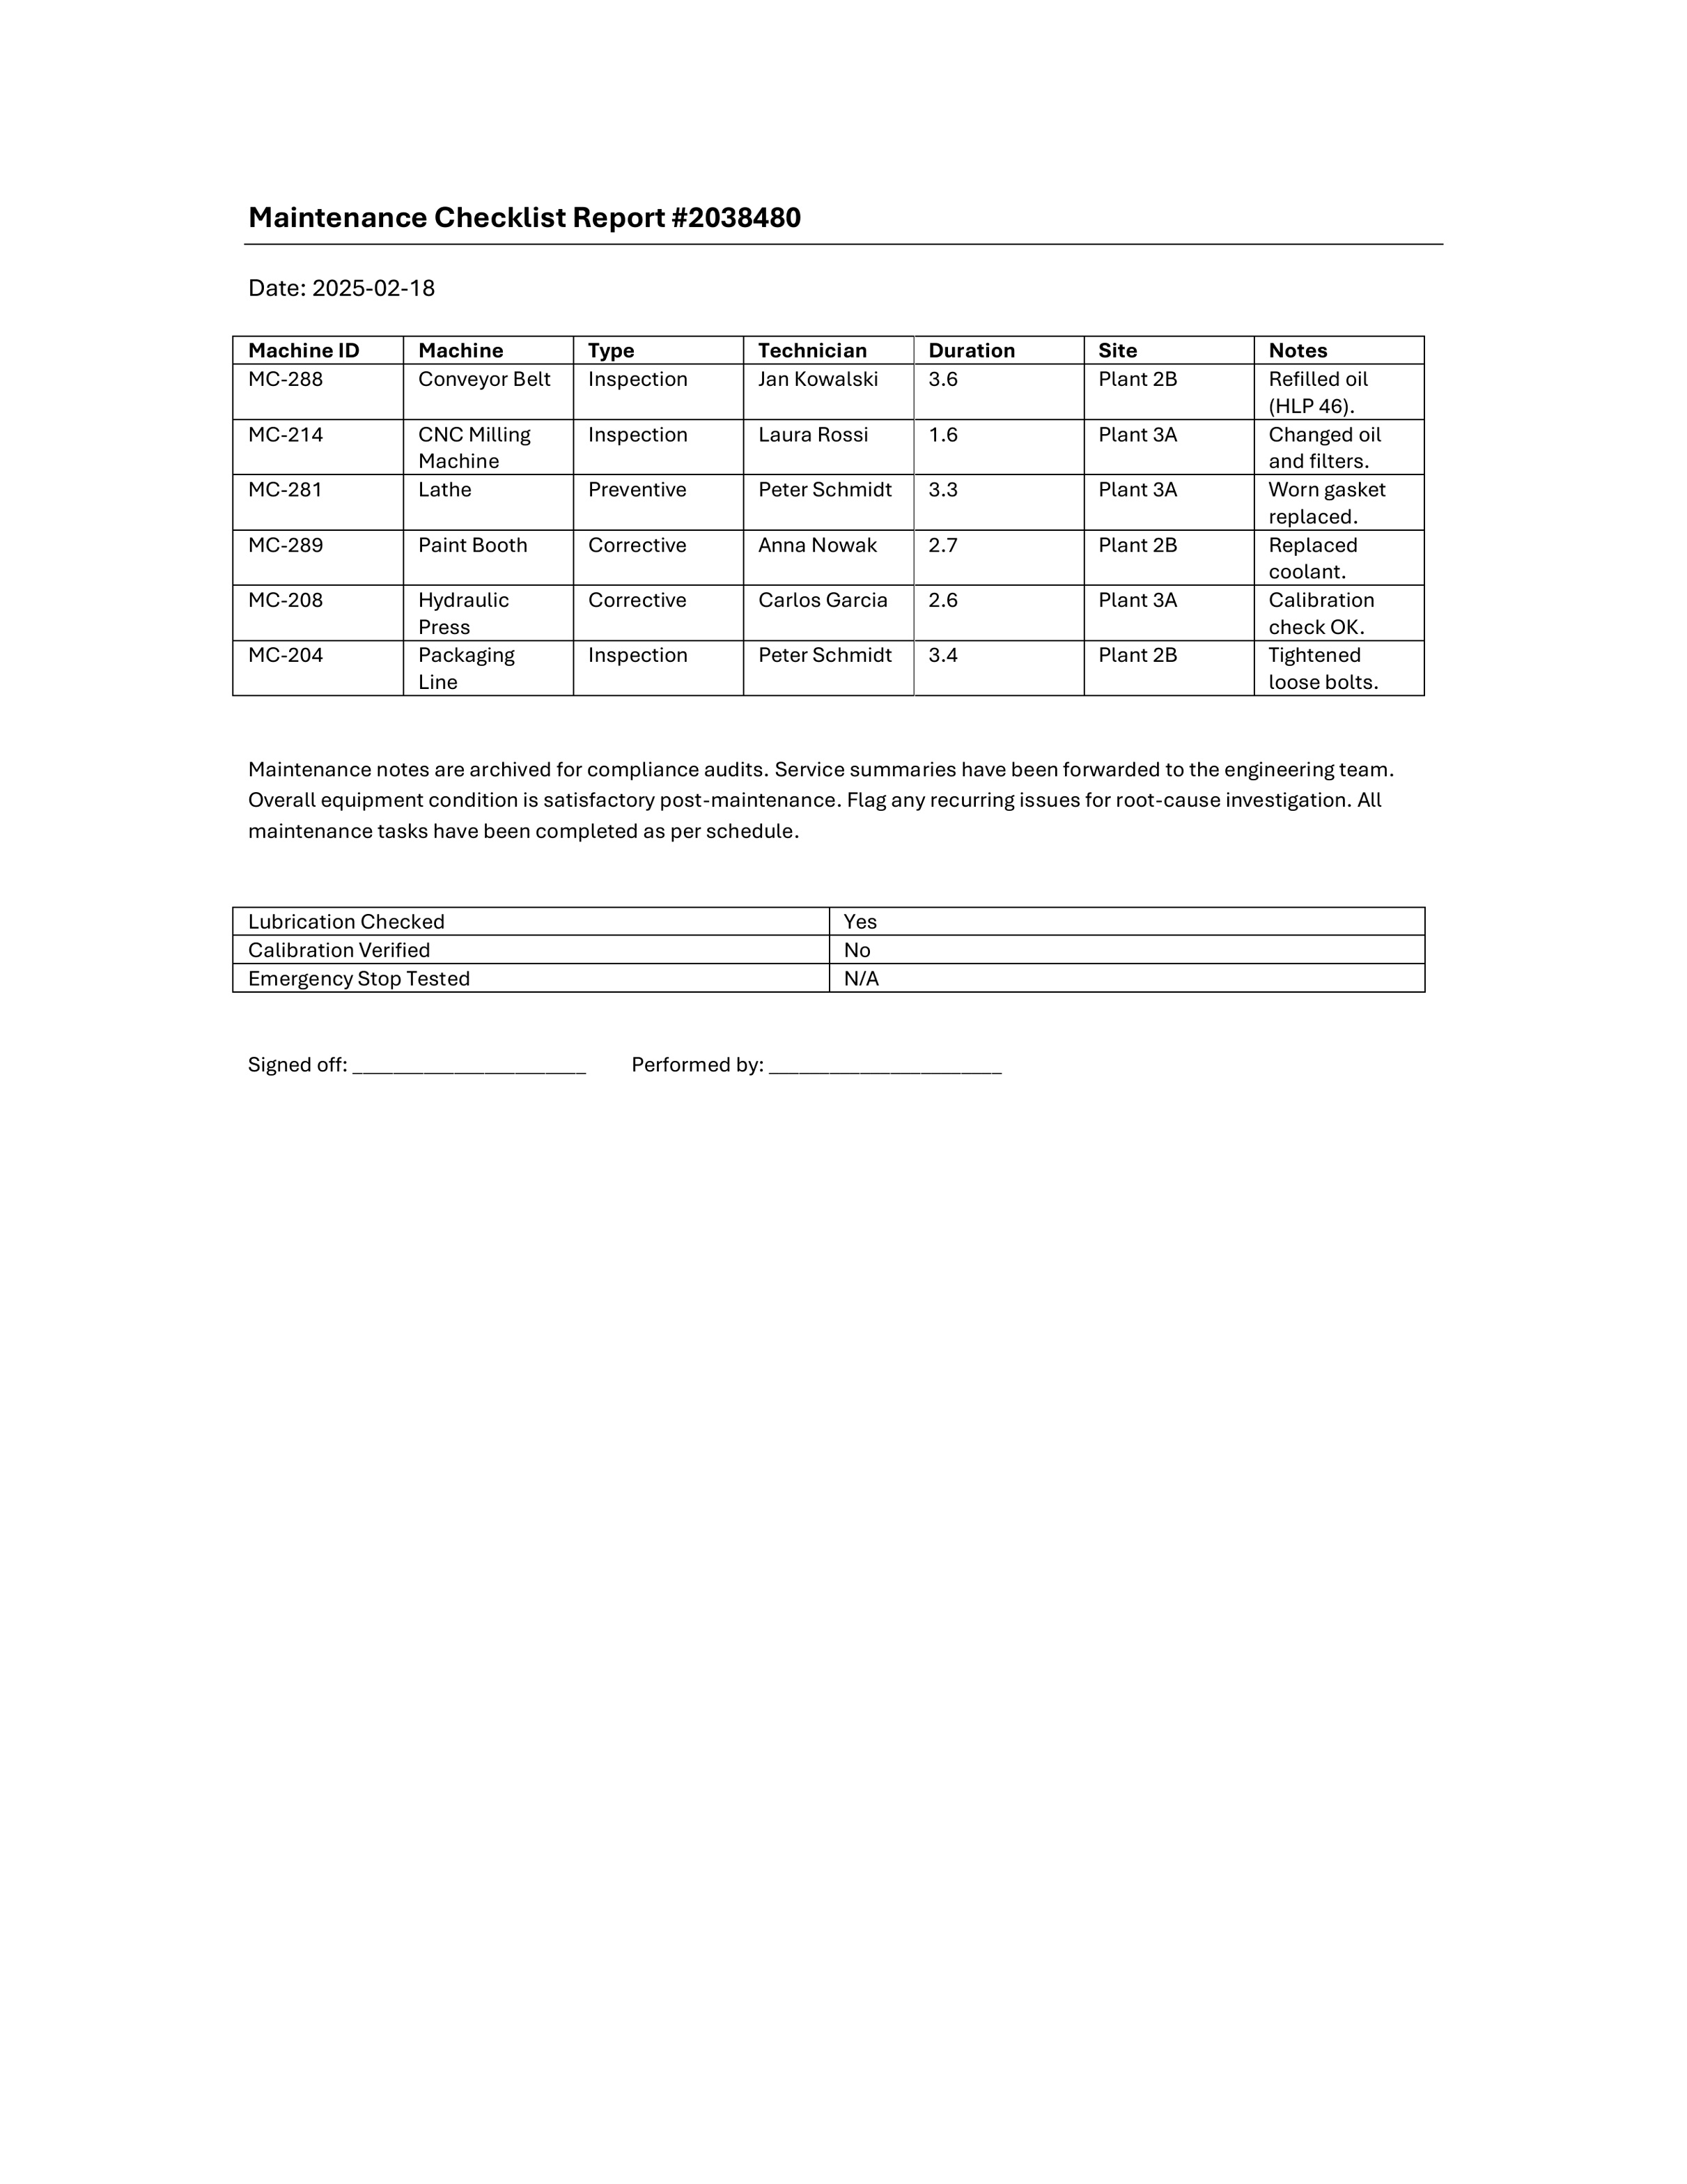 Maintenance Checklist Report #2038480
Date: 2025-02-18
Machine ID Machine Type Technician Duration Site Notes
MC-288 Conveyor Belt Inspection Jan Kowalski 3.6 Plant 2B Refilled oil
(HLP 46).
MC-214 CNC Milling Inspection Laura Rossi 1.6 Plant 3A Changed oil
Machine and filters.
MC-281 Lathe Preventive Peter Schmidt 3.3 Plant 3A Worn gasket
replaced.
MC-289 Paint Booth Corrective Anna Nowak 2.7 Plant 2B Replaced
coolant.
MC-208 Hydraulic Corrective Carlos Garcia 2.6 Plant 3A Calibration
Press check OK.
MC-204 Packaging Inspection Peter Schmidt 3.4 Plant 2B Tightened
Line loose bolts.
Maintenance notes are archived for compliance audits. Service summaries have been forwarded to the engineering team.
Overall equipment condition is satisfactory post-maintenance. Flag any recurring issues for root-cause investigation. All
maintenance tasks have been completed as per schedule.
Lubrication Checked Yes
Calibration Verified No
Emergency Stop Tested N/A
Signed off: _______________________ Performed by: _______________________